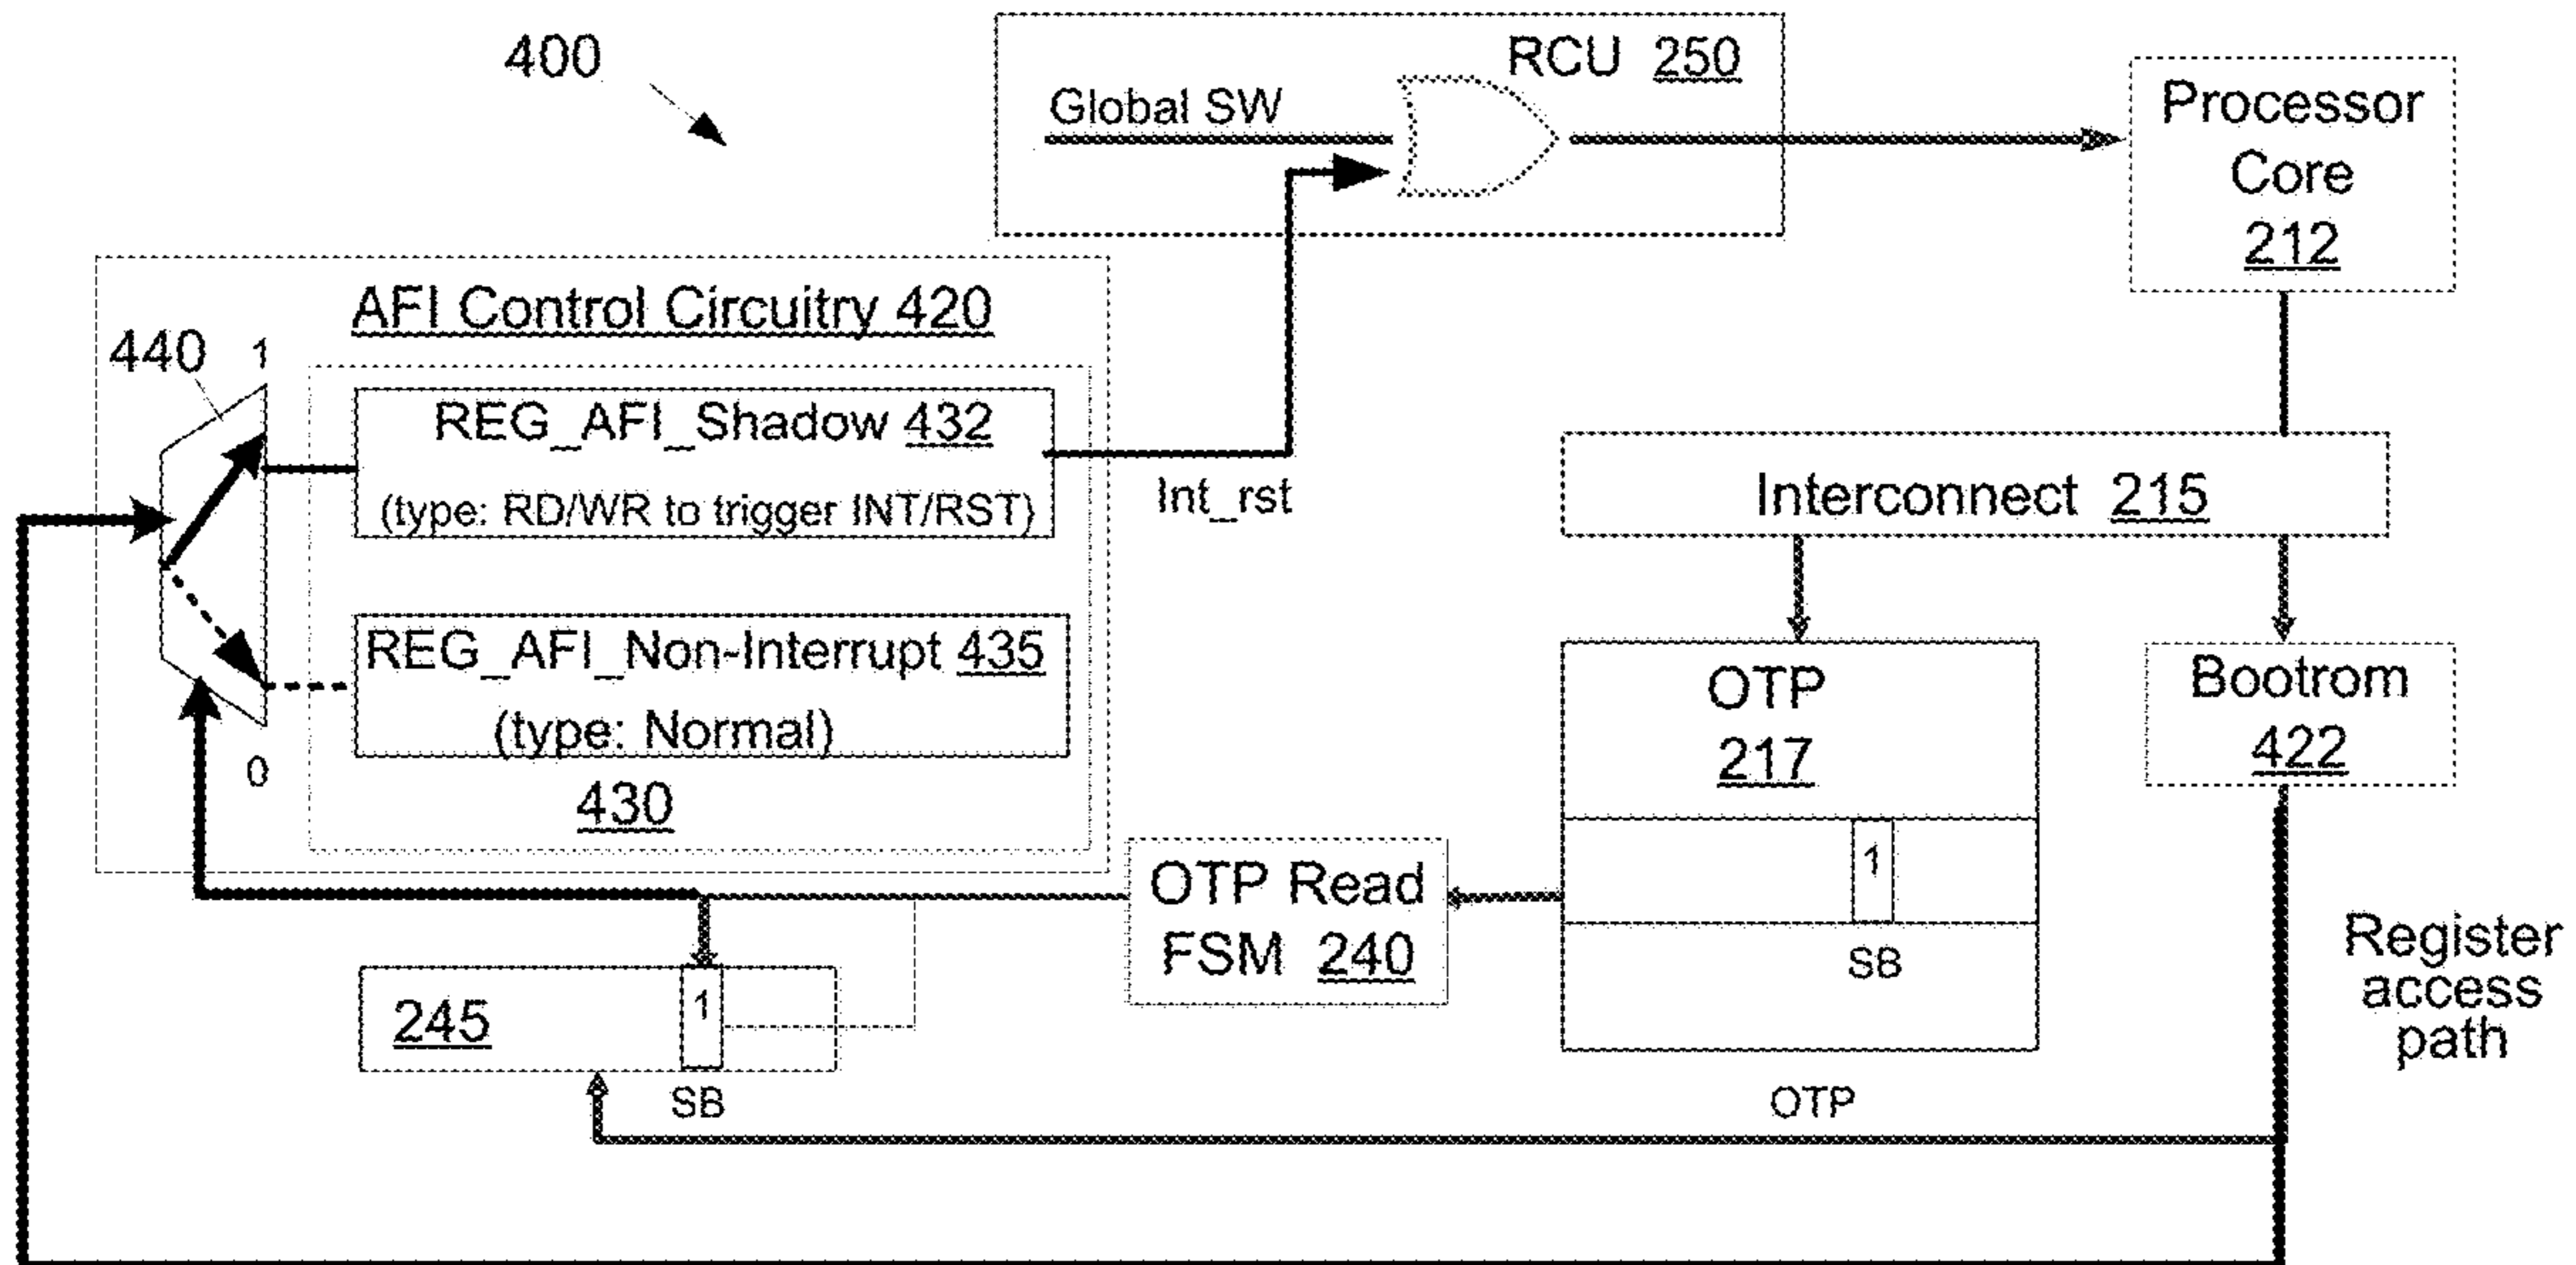 400
RCU 250
Global SW
Processor
Core
212
AFI Control Circuitry 420
440
1
REG_AFI_Shadow 432
(type: RD/WR to trigger INT/RST)
Int_rst
Interconnect 215
REG_AFI_Non-Interrupt 435
(type: Normal)
0
430
OTP
217
1
SB
Bootrom
422
OTP Read
FSM 240
Register
access
path
245
1
SB
OTP